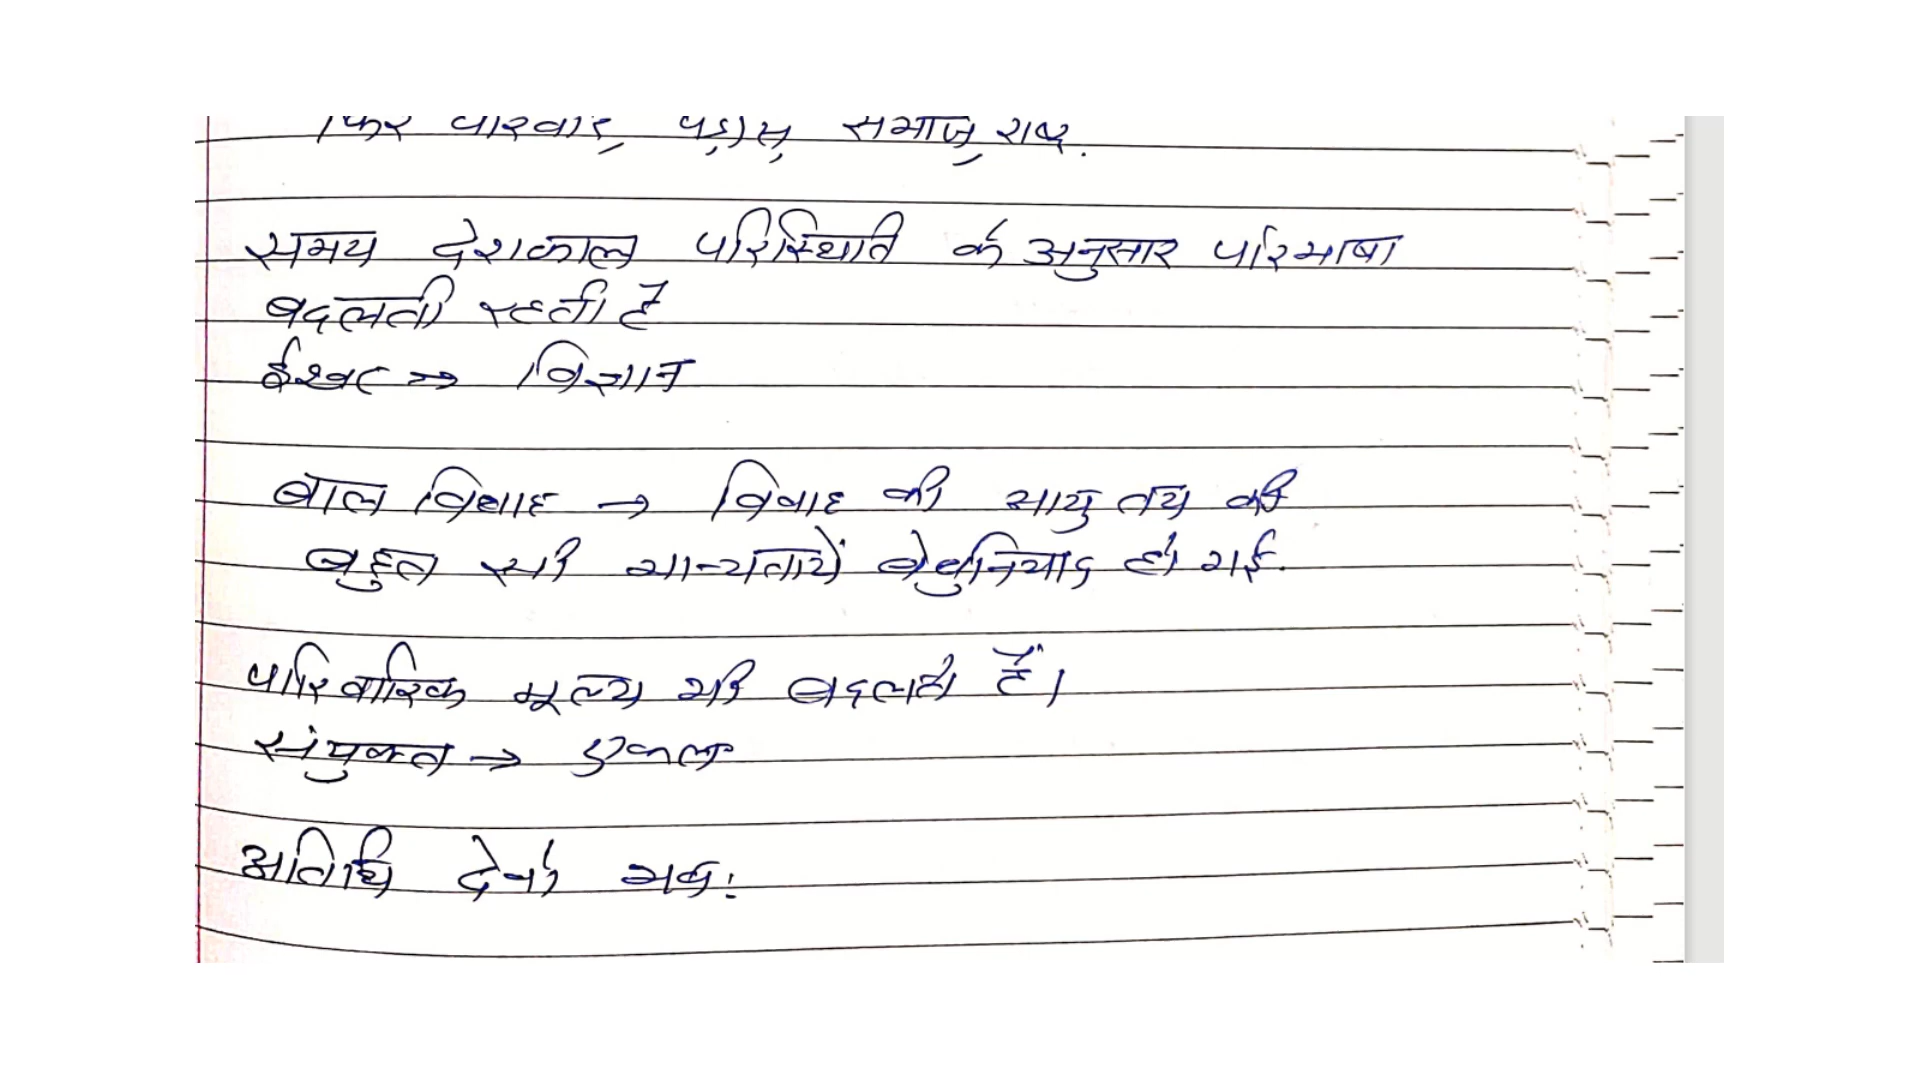 फिर परिवार, पड़ोस, समाज, राष्ट्र.
समय देशकाल परिस्थिति के अनुसार परिभाषा
बदलती रहती है
ईश्वर → विज्ञान
बाल विवाह → विवाह की आयु तय की
बहुत सी मान्यतायें बेबुनियाद हो गई.
पारिवारिक मूल्य भी बदलते हैं।
संयुक्त → एकल
अतिथि देवो भव: